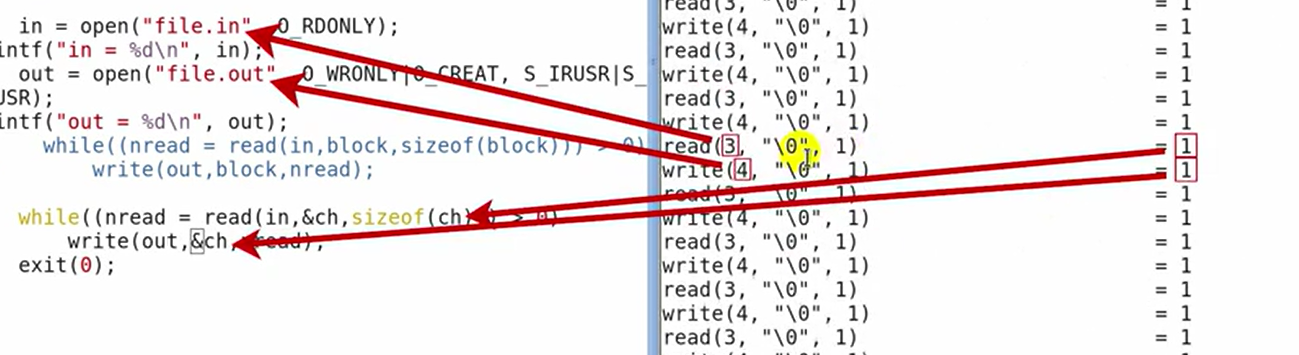 in = open("file.in" O_RDONLY);
intf("in = %d\n", in);
out = open("file.out" O_WRONLY|O_CREAT, S_IRUSR|S_
USR);
intf("out = %d\n", out);
while((nread = read(in,block,sizeof(block))) > 0)
write(out,block,nread);
while((nread = read(in,&ch,sizeof(ch) > 0)
write(out,&ch,nread);
exit(0);
read(3, "\0", 1)
write(4, "\0", 1) = 1
read(3, "\0", 1) = 1
write(4, "\0", 1) = 1
read(3, "\0", 1) = 1
write(4, "\0", 1) = 1
read(3, "\0", 1) = 1
write(4, "\0", 1) = 1
read(3, "\0", 1) = 1
write(4, "\0", 1) = 1
read(3, "\0", 1) = 1
write(4, "\0", 1) = 1
read(3, "\0", 1) = 1
write(4, "\0", 1) = 1
read(3, "\0", 1) = 1